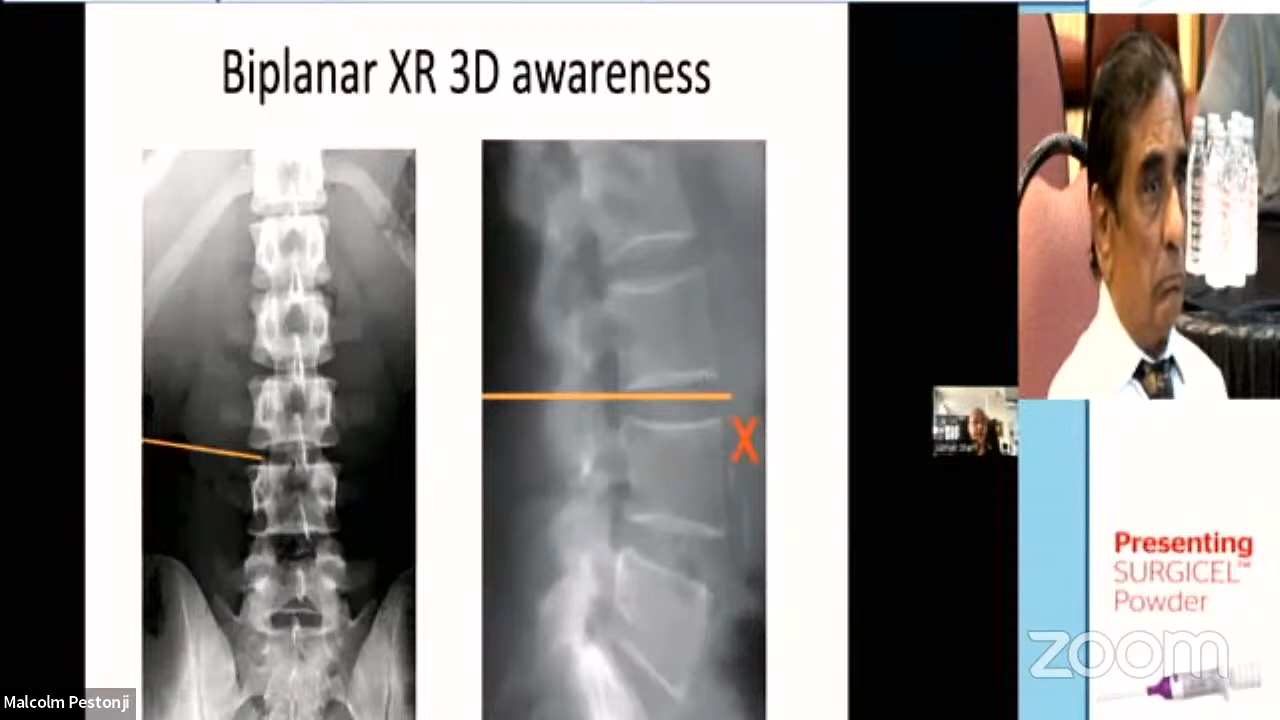 Biplanar XR 3D awareness
X
Presenting
SURGICEL™
Powder
zoom
Malcolm Pestonji